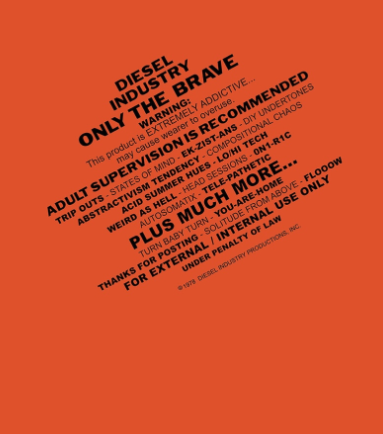 DIESEL
INDUSTRY
ONLY THE BRAVE
WARNING:
This product is EXTREMELY ADDICTIVE...
may cause wearer to overuse.
ADULT SUPERVISION IS RECOMMENDED
TRIP OUTS - STATES OF MIND - EK-ZIST-ANS - DIY UNDERTONES
ABSTRACTIVISM TENDENCY - COMPOSITIONAL CHAOS
ACID SUMMER HUES - LO/HI TECH
WEIRD AS HELL - HEAD SESSIONS - 0N1-R1C
AUTOSOMATIX - TELE-PATHETIC
PLUS MUCH MORE...
TURN BABY TURN - YOU-ARE-HOME
THANKS FOR POSTING - SOLITUDE FROM ABOVE - FLOOOW
FOR EXTERNAL / INTERNAL USE ONLY
UNDER PENALTY OF LAW
©1978 DIESEL INDUSTRY PRODUCTIONS, INC.